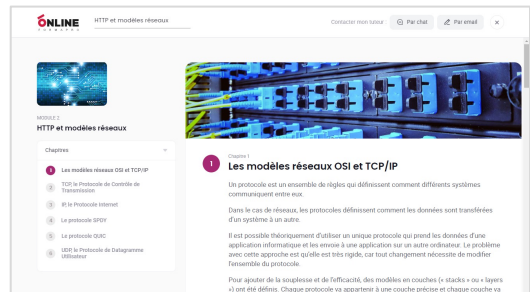 ONLINE
FORMAPRO
HTTP et modèles réseaux
Contacter mon tuteur :
Par chat
Par email
MODULE 2
HTTP et modèles réseaux
Chapitres
1 Les modèles réseaux OSI et TCP/IP
2 TCP, le Protocole de Contrôle de
Transmission
3 IP, le Protocole Internet
4 Le protocole SPDY
5 Le protocole QUIC
6 UDP, le Protocole de Datagramme
Utilisateur
Chapitre 1
1 Les modèles réseaux OSI et TCP/IP
Un protocole est un ensemble de règles qui définissent comment différents systèmes
communiquent entre eux.
Dans le cas de réseaux, les protocoles définissent comment les données sont transférées
d'un système à un autre.
Il est possible théoriquement d'utiliser un unique protocole qui prend les données d'une
application informatique et les envoie à une application sur un autre ordinateur. Le problème
avec cette approche est qu'elle est très rigide, car tout changement nécessite de modifier
l'ensemble du protocole.
Pour ajouter de la souplesse et de l'efficacité, des modèles en couches (« stacks » ou « layers
») ont été définis. Chaque protocole va appartenir à une couche précise et chaque couche va